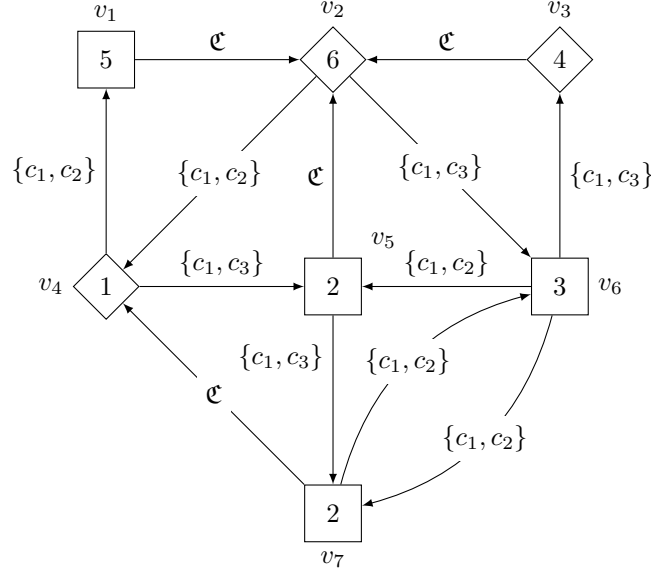 v₁ v₂ v₃
5 ℭ 6 ℭ 4
{c₁, c₂} {c₁, c₂} ℭ {c₁, c₃} {c₁, c₃}
v₄ 1 {c₁, c₃} 2 v₅ {c₁, c₂} 3 v₆
ℭ {c₁, c₃} {c₁, c₂} {c₁, c₂}
2
v₇